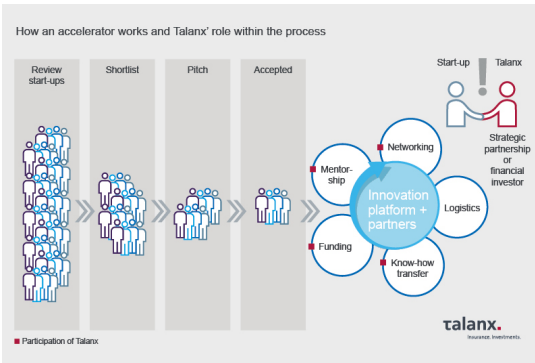 How an accelerator works and Talanx' role within the process
Review
start-ups
Shortlist
Pitch
Accepted
Start-up
Talanx
Strategic
partnership
or
financial
investor
Networking
Mentor-
ship
Innovation
platform +
partners
Logistics
Funding
Know-how
transfer
Participation of Talanx
talanx.
Insurance. Investments.